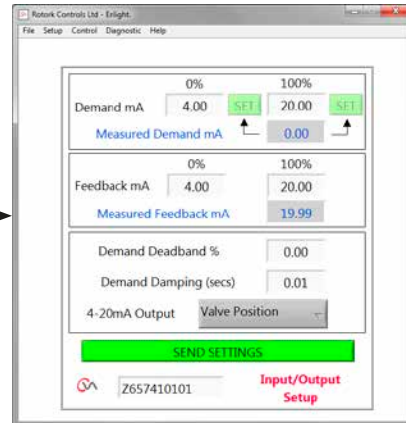 Rotork Controls Ltd - Enlight.
File Setup Control Diagnostic Help
0% 100%
Demand mA 4.00 SET 20.00 SET
Measured Demand mA 0.00
0% 100%
Feedback mA 4.00 20.00
Measured Feedback mA 19.99
Demand Deadband % 0.00
Demand Damping (secs) 0.01
4-20mA Output Valve Position
SEND SETTINGS
Z657410101 Input/Output
Setup